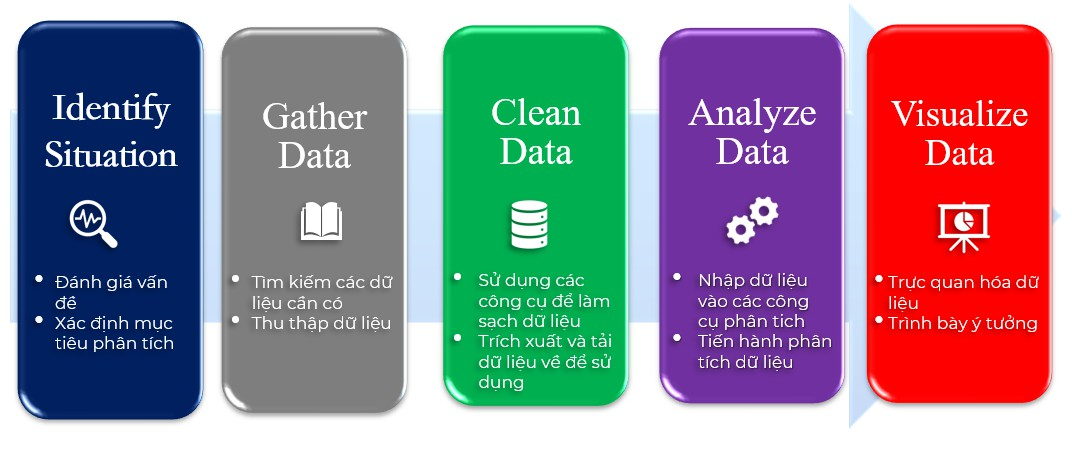 Identify
Situation
• Đánh giá vấn
đề
• Xác định mục
tiêu phân tích
Gather
Data
• Tìm kiếm các dữ
liệu cần có
• Thu thập dữ liệu
Clean
Data
• Sử dụng các
công cụ để làm
sạch dữ liệu
• Trích xuất và tải
dữ liệu về để sử
dụng
Analyze
Data
• Nhập dữ liệu
vào các công
cụ phân tich
• Tiến hành phân
tích dữ liệu
Visualize
Data
• Trực quan hóa dữ
liệu
• Trình bày ý tưởng